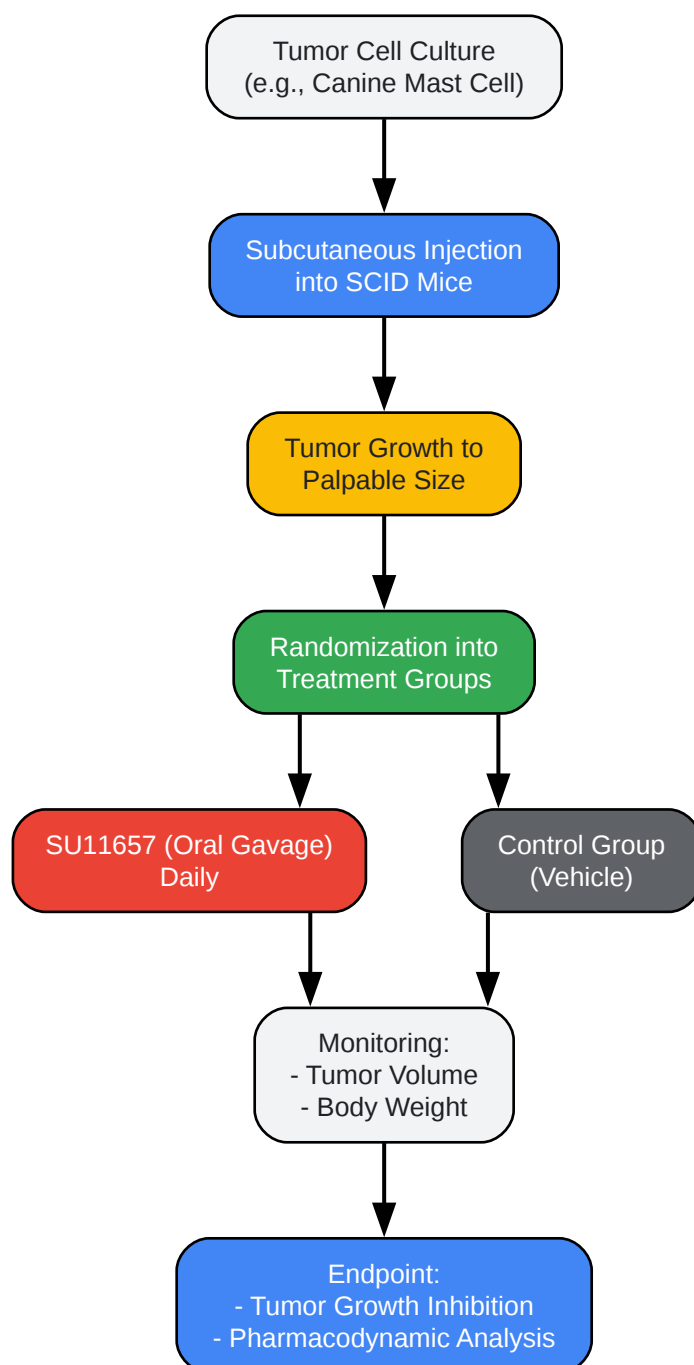 Tumor Cell Culture
(e.g., Canine Mast Cell)
Subcutaneous Injection
into SCID Mice
Tumor Growth to
Palpable Size
Randomization into
Treatment Groups
SU11657 (Oral Gavage)
Daily
Control Group
(Vehicle)
Monitoring:
- Tumor Volume
- Body Weight
Endpoint:
- Tumor Growth Inhibition
- Pharmacodynamic Analysis